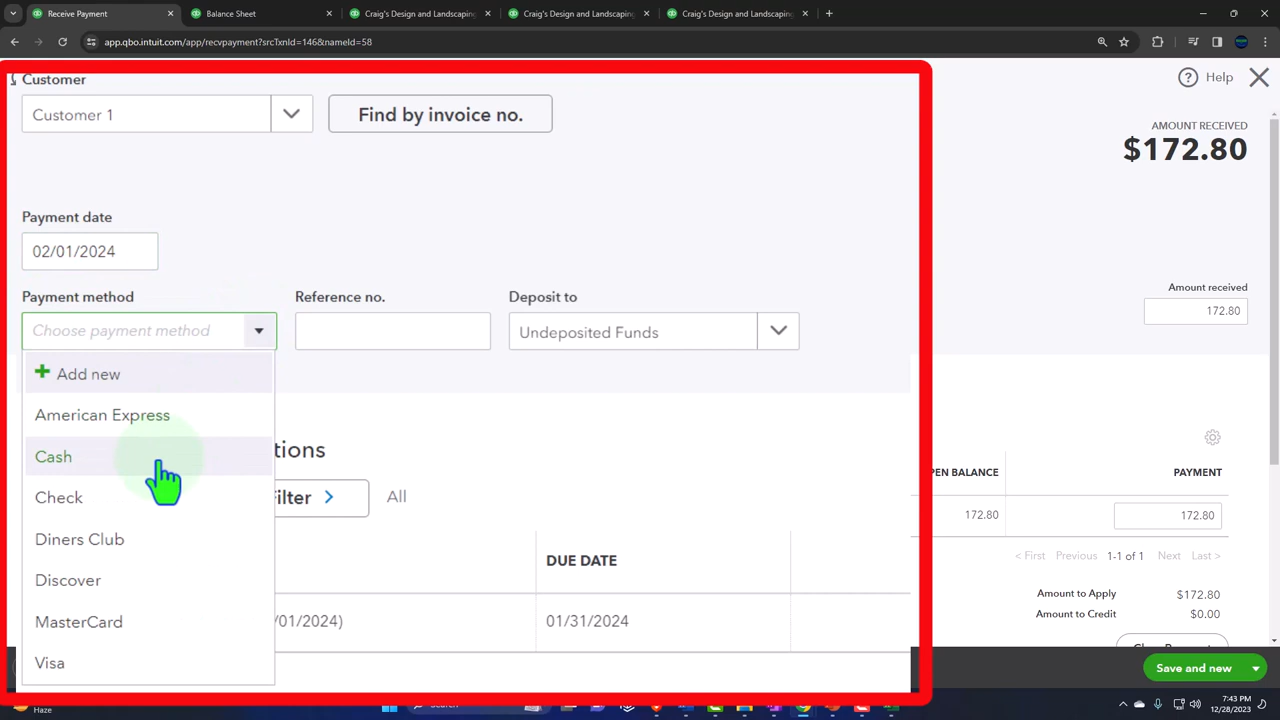 Receive Payment
Balance Sheet
Craig's Design and Landscaping
Craig's Design and Landscaping
Craig's Design and Landscaping
app.qbo.intuit.com/app/recvpayment?srcTxnId=146&nameId=58
Customer
Help
Customer 1
Find by invoice no.
AMOUNT RECEIVED
$172.80
Payment date
02/01/2024
Payment method
Reference no.
Deposit to
Amount received
Choose payment method
Undeposited Funds
172.80
Add new
American Express
Cash
Check
Diners Club
Discover
MasterCard
Visa
tions
ilter
All
DUE DATE
/01/2024)
01/31/2024
PEN BALANCE
PAYMENT
172.80
172.80
< First Previous 1-1 of 1 Next Last >
Amount to Apply
$172.80
Amount to Credit
$0.00
Save and new
Haze
Search
7:43 PM
12/28/2023